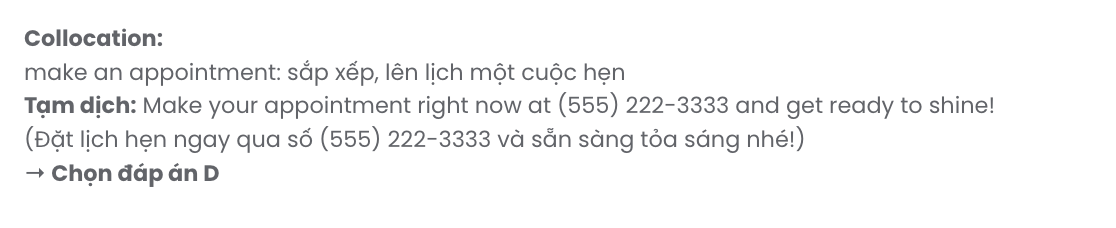 Collocation:
make an appointment: sắp xếp, lên lịch một cuộc hẹn
Tạm dịch: Make your appointment right now at (555) 222-3333 and get ready to shine!
(Đặt lịch hẹn ngay qua số (555) 222-3333 và sẵn sàng tỏa sáng nhé!)
→ Chọn đáp án D